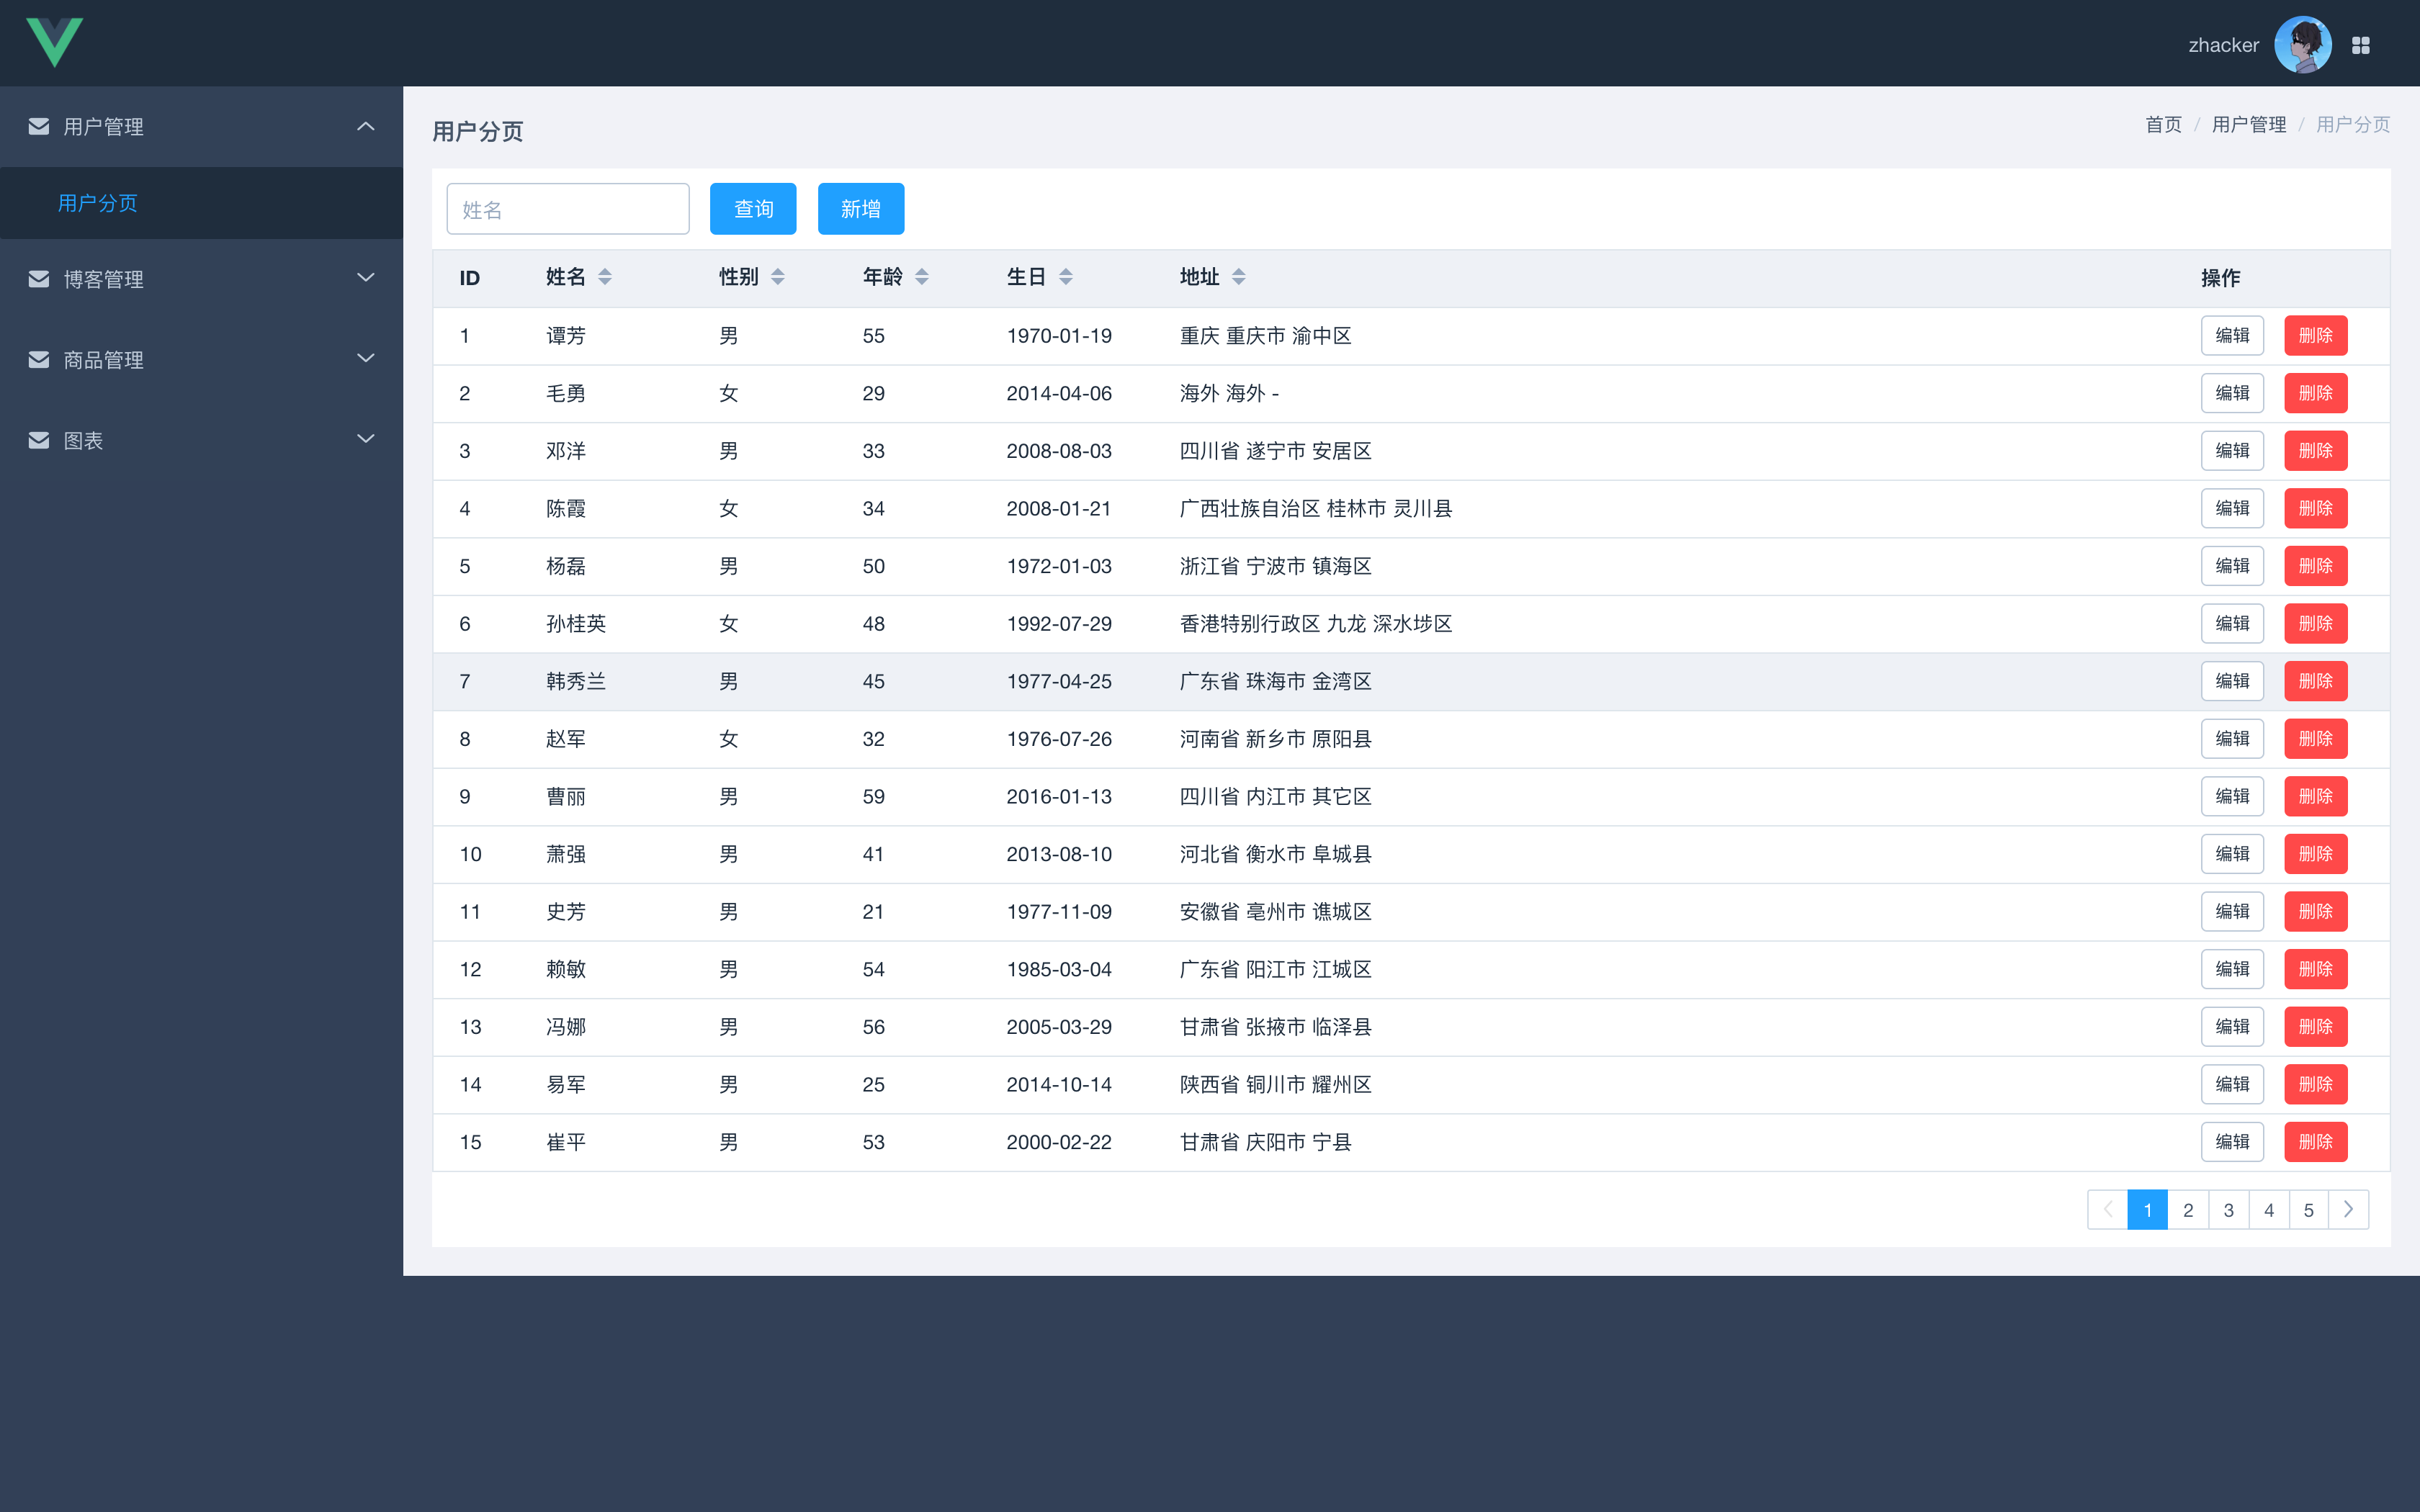 zhacker
用户管理
用户分页
博客管理
商品管理
图表
用户分页
首页 / 用户管理 / 用户分页
姓名 查询 新增
ID 姓名 性别 年龄 生日 地址 操作
1 谭芳 男 55 1970-01-19 重庆 重庆市 渝中区 编辑 删除
2 毛勇 女 29 2014-04-06 海外 海外 - 编辑 删除
3 邓洋 男 33 2008-08-03 四川省 遂宁市 安居区 编辑 删除
4 陈霞 女 34 2008-01-21 广西壮族自治区 桂林市 灵川县 编辑 删除
5 杨磊 男 50 1972-01-03 浙江省 宁波市 镇海区 编辑 删除
6 孙桂英 女 48 1992-07-29 香港特别行政区 九龙 深水埗区 编辑 删除
7 韩秀兰 男 45 1977-04-25 广东省 珠海市 金湾区 编辑 删除
8 赵军 女 32 1976-07-26 河南省 新乡市 原阳县 编辑 删除
9 曹丽 男 59 2016-01-13 四川省 内江市 其它区 编辑 删除
10 萧强 男 41 2013-08-10 河北省 衡水市 阜城县 编辑 删除
11 史芳 男 21 1977-11-09 安徽省 亳州市 谯城区 编辑 删除
12 赖敏 男 54 1985-03-04 广东省 阳江市 江城区 编辑 删除
13 冯娜 男 56 2005-03-29 甘肃省 张掖市 临泽县 编辑 删除
14 易军 男 25 2014-10-14 陕西省 铜川市 耀州区 编辑 删除
15 崔平 男 53 2000-02-22 甘肃省 庆阳市 宁县 编辑 删除
1 2 3 4 5